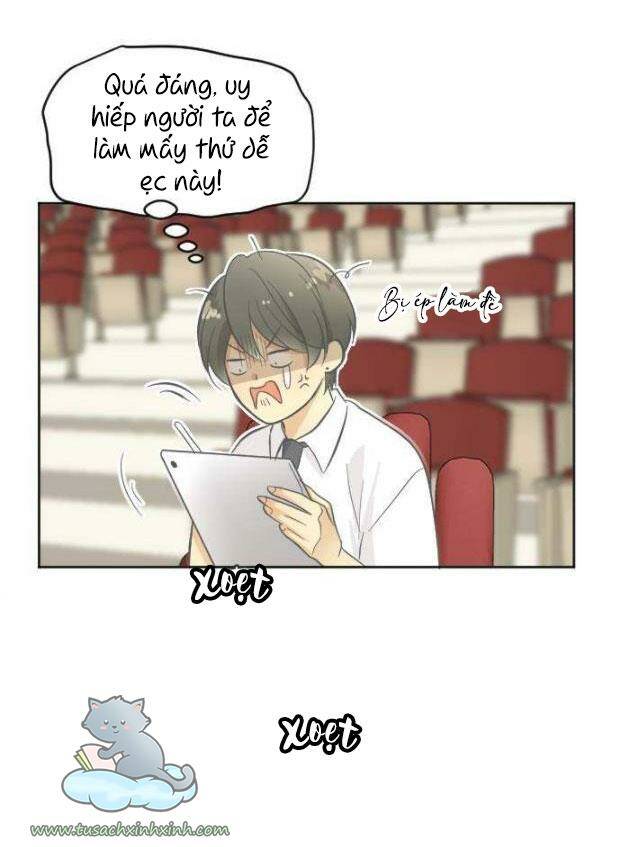 Quá đáng, uy
hiếp người ta để
làm mấy thứ dễ
ẹc này!
Bị ép làm đề
xoẹt
xoẹt
www.tusachxinhxinh.com